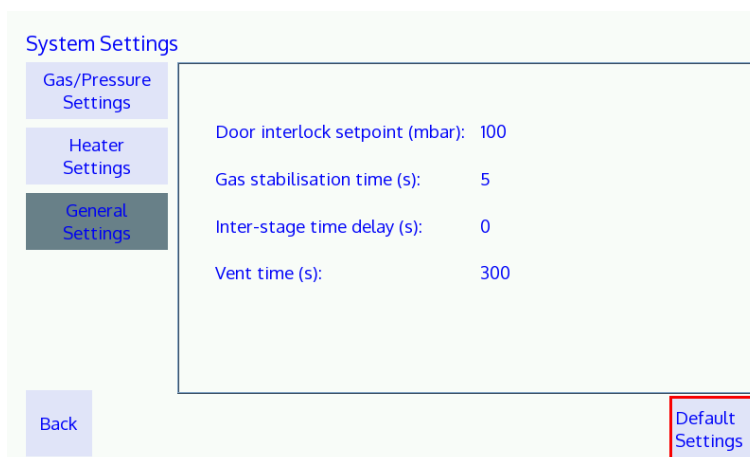 System Settings
Gas/Pressure
Settings
Heater
Settings
General
Settings
Door interlock setpoint (mbar): 100
Gas stabilisation time (s): 5
Inter-stage time delay (s): 0
Vent time (s): 300
Back
Default
Settings